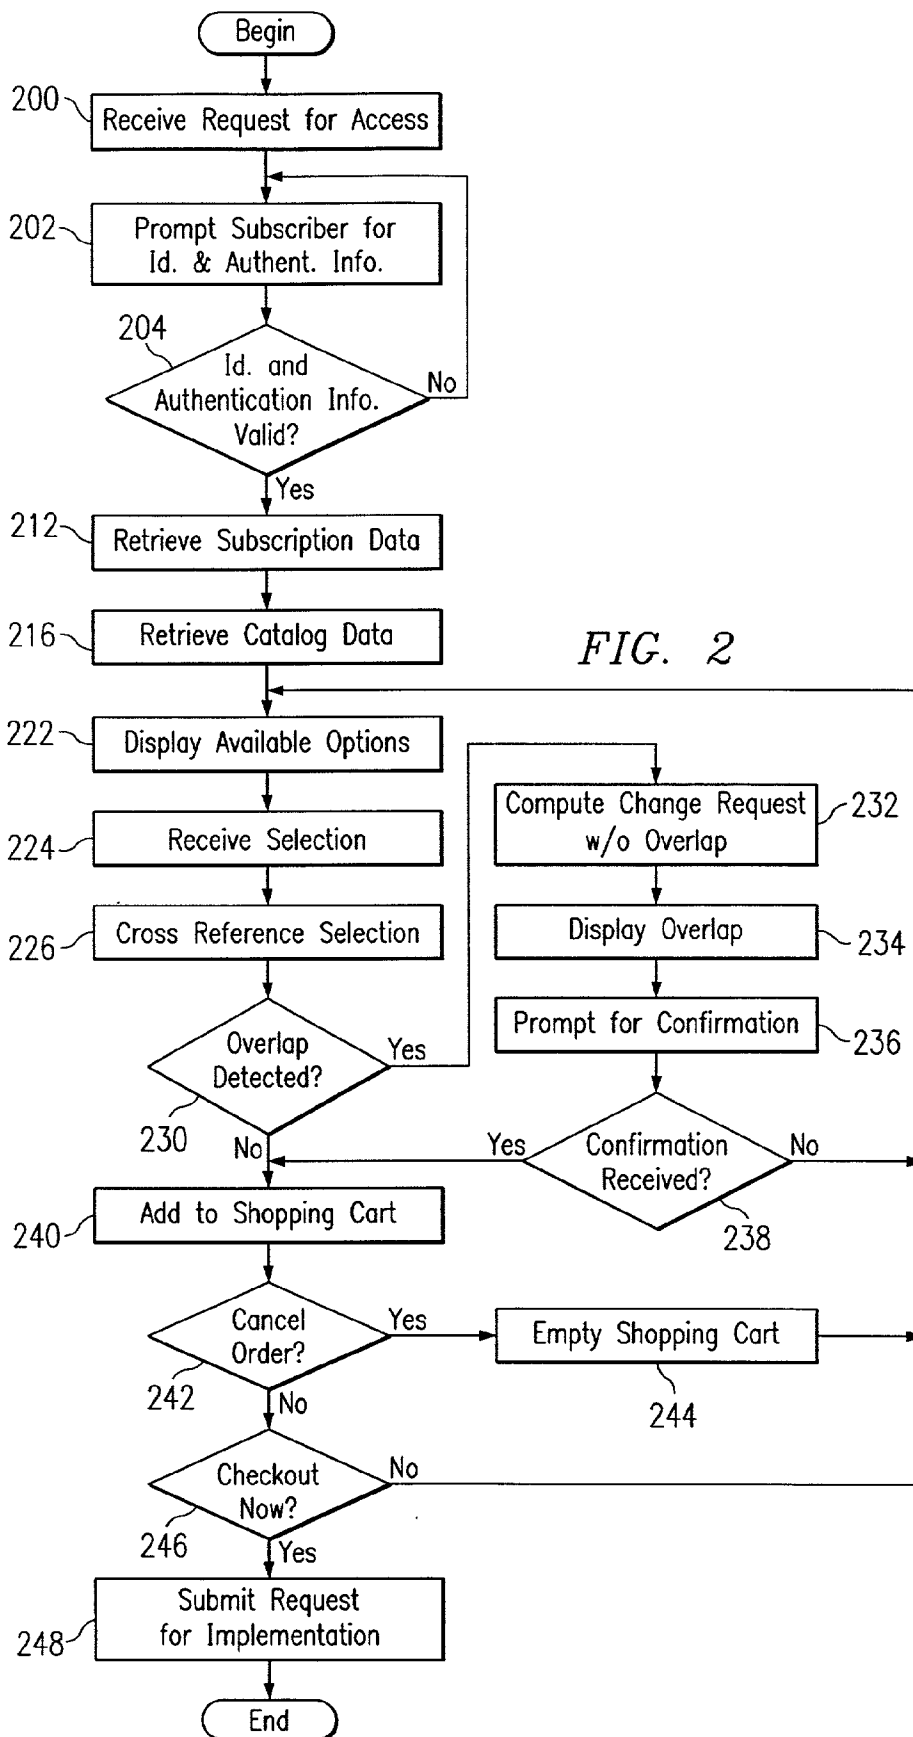 Begin
200
Receive Request for Access
202
Prompt Subscriber for
Id. & Authent. Info.
204
Id. and
Authentication Info.
Valid?
No
Yes
212
Retrieve Subscription Data
216
Retrieve Catalog Data
FIG. 2
222
Display Available Options
224
Receive Selection
226
Cross Reference Selection
Overlap
Detected?
230
Yes
No
Compute Change Request
w/o Overlap
232
Display Overlap
234
Prompt for Confirmation
236
Confirmation
Received?
238
Yes
No
240
Add to Shopping Cart
Cancel
Order?
242
Yes
No
Empty Shopping Cart
244
Checkout
Now?
246
No
Yes
248
Submit Request
for Implementation
End